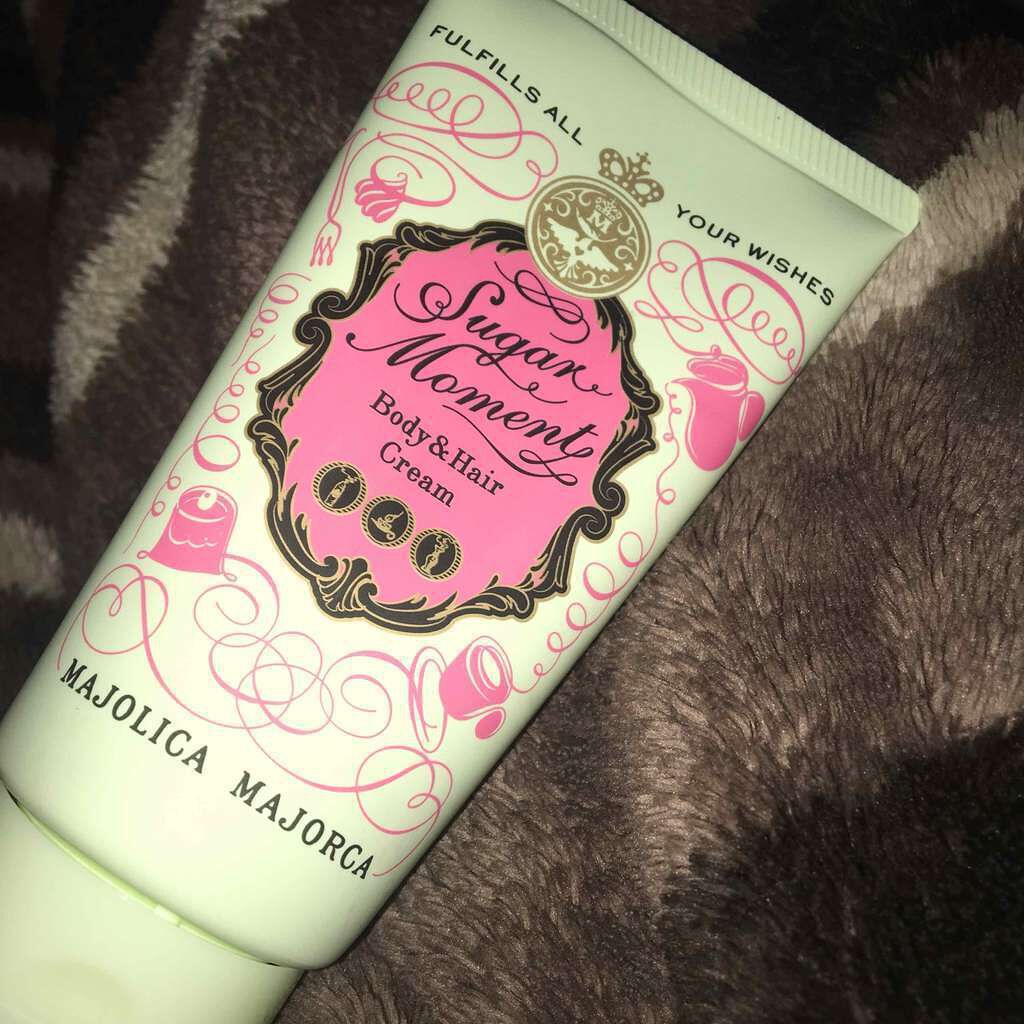 FULFILLS ALL YOUR WISHES
Sugar
Moment
Body&Hair
Cream
MAJOLICA MAJORCA